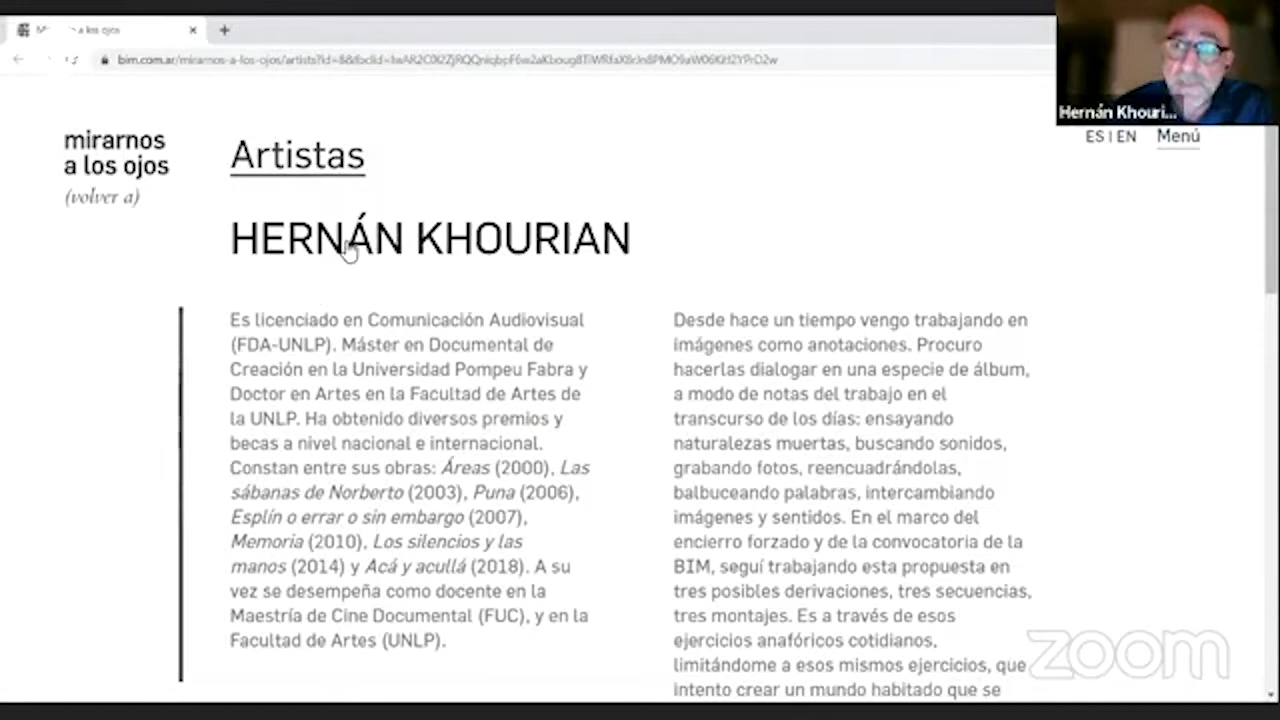 a los ojos
mirarnos
a los ojos
(volver a)
Artistas
HERNÁN KHOURIAN
Hernán Khouri...
ES | EN Menú
Es licenciado en Comunicación Audiovisual
(FDA-UNLP). Máster en Documental de
Creación en la Universidad Pompeu Fabra y
Doctor en Artes en la Facultad de Artes de
la UNLP. Ha obtenido diversos premios y
becas a nivel nacional e internacional.
Constan entre sus obras: Áreas (2000), Las
sábanas de Norberto (2003), Puna (2006),
Esplín o errar o sin embargo (2007),
Memoria (2010), Los silencios y las
manos (2014) y Acá y acullá (2018). A su
vez se desempeña como docente en la
Maestría de Cine Documental (FUC), y en la
Facultad de Artes (UNLP).
Desde hace un tiempo vengo trabajando en
imágenes como anotaciones. Procuro
hacerlas dialogar en una especie de álbum,
a modo de notas del trabajo en el
transcurso de los días: ensayando
naturalezas muertas, buscando sonidos,
grabando fotos, reencuadrándolas,
balbuceando palabras, intercambiando
imágenes y sentidos. En el marco del
encierro forzado y de la convocatoria de la
BIM, seguí trabajando esta propuesta en
tres posibles derivaciones, tres secuencias,
tres montajes. Es a través de esos
ejercicios anafóricos cotidianos,
limitándome a esos mismos ejercicios, que
intento crear un mundo habitado que se
zoom